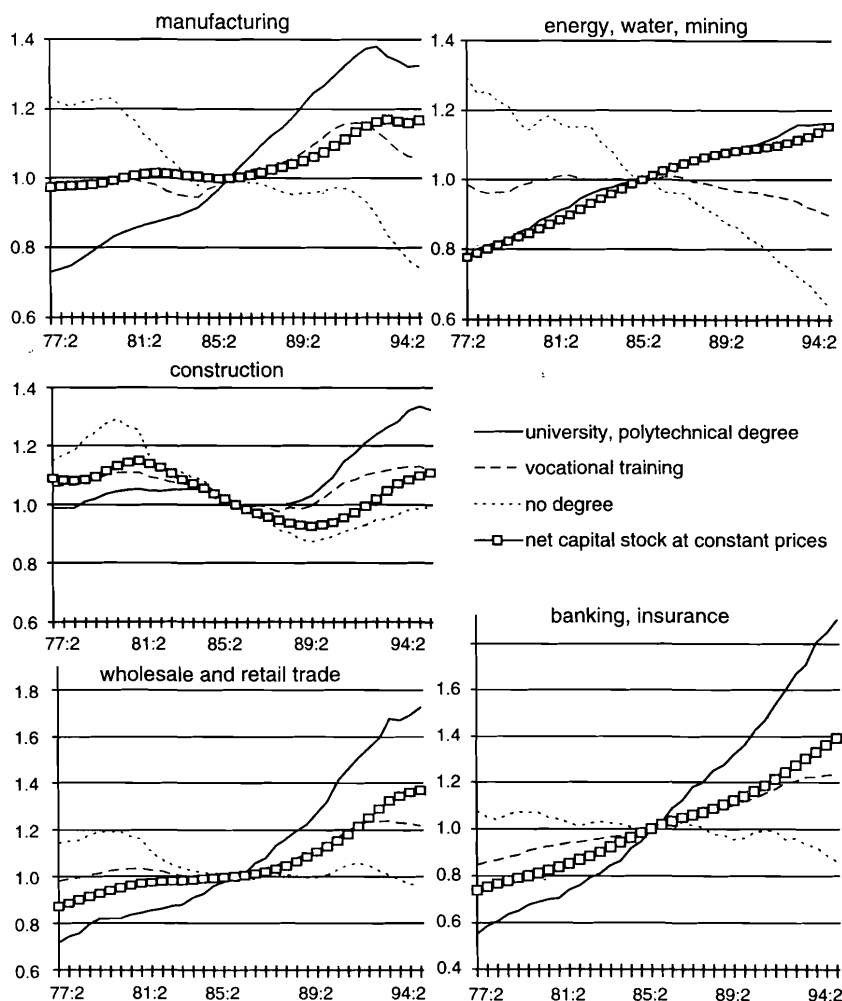 manufacturing
1.4
1.2
1.0
0.8
0.6
77:2 81:2 85:2 89:2 94:2
energy, water, mining
1.4
1.2
1.0
0.8
0.6
77:2 81:2 85:2 89:2 94:2
construction
1.4
1.2
1.0
0.8
0.6
77:2 81:2 85:2 89:2 94:2
university, polytechnical degree
vocational training
no degree
net capital stock at constant prices
wholesale and retail trade
1.8
1.6
1.4
1.2
1.0
0.8
0.6
77:2 81:2 85:2 89:2 94:2
banking, insurance
1.6
1.4
1.2
1.0
0.8
0.6
0.4
77:2 81:2 85:2 89:2 94:2